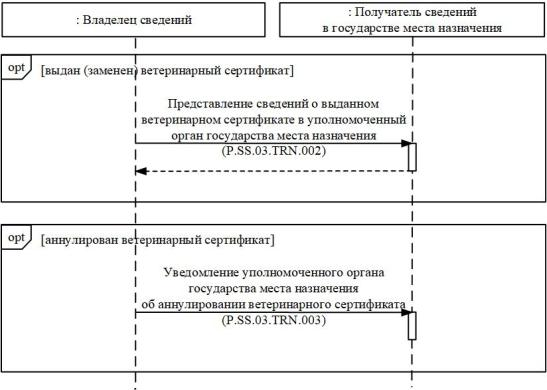 : Владелец сведений
: Получатель сведений
в государстве места назначения
opt
[выдан (заменен) ветеринарный сертификат]
Представление сведений о выданном
ветеринарном сертификате в уполномоченный
орган государства места назначения
(P.SS.03.TRN.002)
opt
[аннулирован ветеринарный сертификат]
Уведомление уполномоченного органа
государства места назначения
об аннулировании ветеринарного сертификата
(P.SS.03.TRN.003)